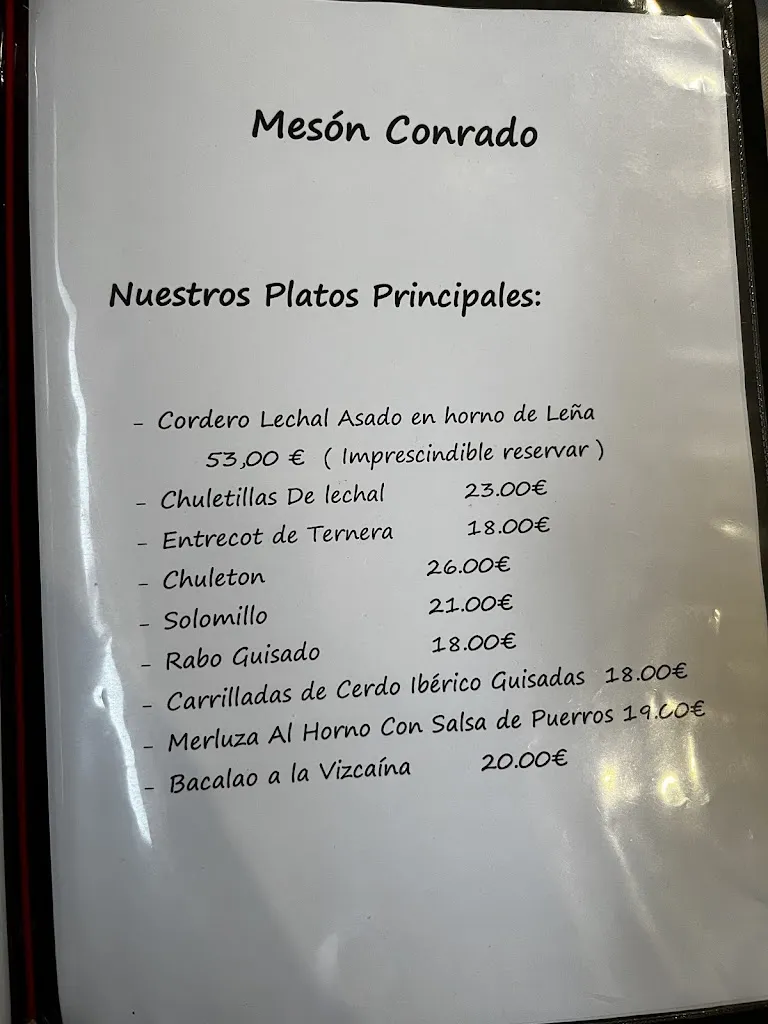 Mesón Conrado
Nuestros Platos Principales:
- Cordero Lechal Asado en horno de Leña
53,00 € ( Imprescindible reservar )
- Chuletillas De lechal 23.00€
- Entrecot de Ternera 18.00€
- Chuleton 26.00€
- Solomillo 21.00€
- Rabo Guisado 18.00€
- Carrilladas de Cerdo Ibérico Guisadas 18.00€
- Merluza Al Horno Con Salsa de Puerros 19.00€
- Bacalao a la Vizcaína 20.00€